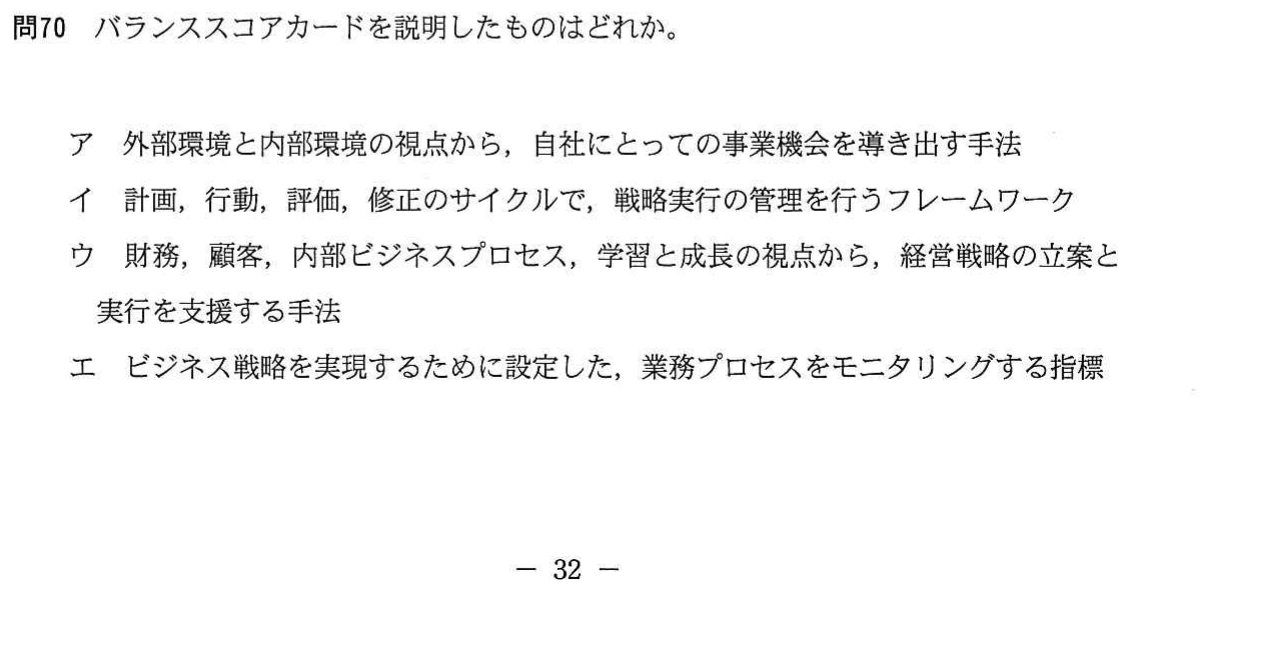 問70　バランススコアカードを説明したものはどれか。
ア　外部環境と内部環境の視点から，自社にとっての事業機会を導き出す手法
イ　計画，行動，評価，修正のサイクルで，戦略実行の管理を行うフレームワーク
ウ　財務，顧客，内部ビジネスプロセス，学習と成長の視点から，経営戦略の立案と
実行を支援する手法
エ　ビジネス戦略を実現するために設定した，業務プロセスをモニタリングする指標
－ 32 －